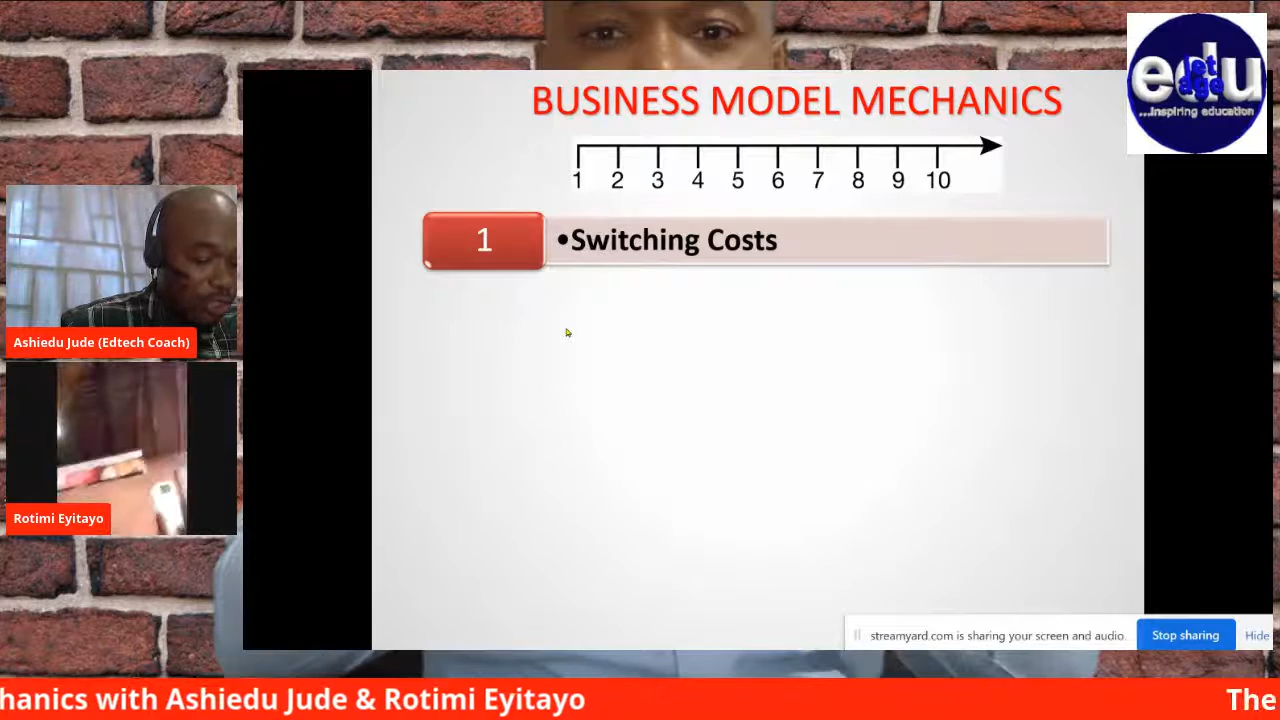 BUSINESS MODEL MECHANICS
1 2 3 4 5 6 7 8 9 10
1
•Switching Costs
edu
jet
age
...inspiring education
Ashiedu Jude (Edtech Coach)
Rotimi Eyitayo
streamyard.com is sharing your screen and audio.
Stop sharing
Hide
hanics with Ashiedu Jude & Rotimi Eyitayo
The